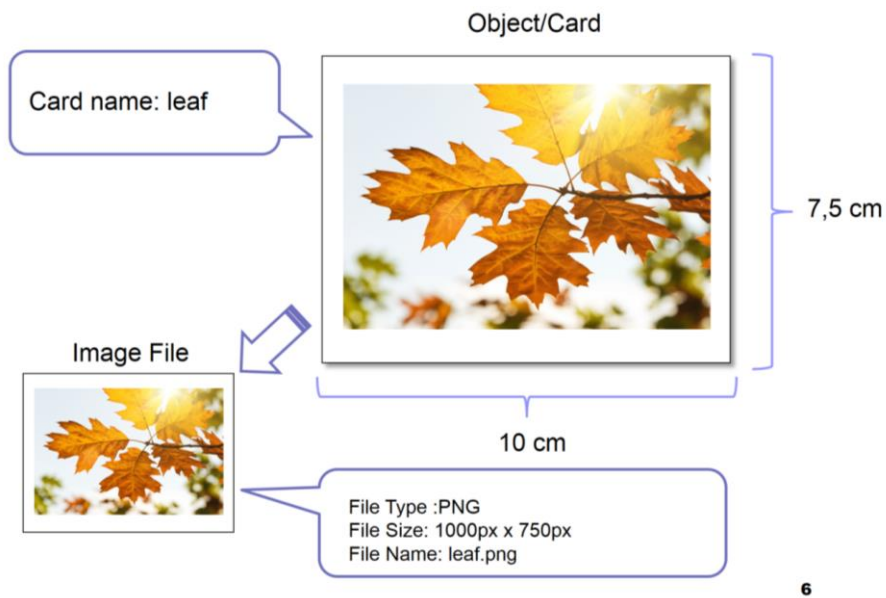 Object/Card
Card name: leaf
7,5 cm
Image File
10 cm
File Type :PNG
File Size: 1000px x 750px
File Name: leaf.png
6